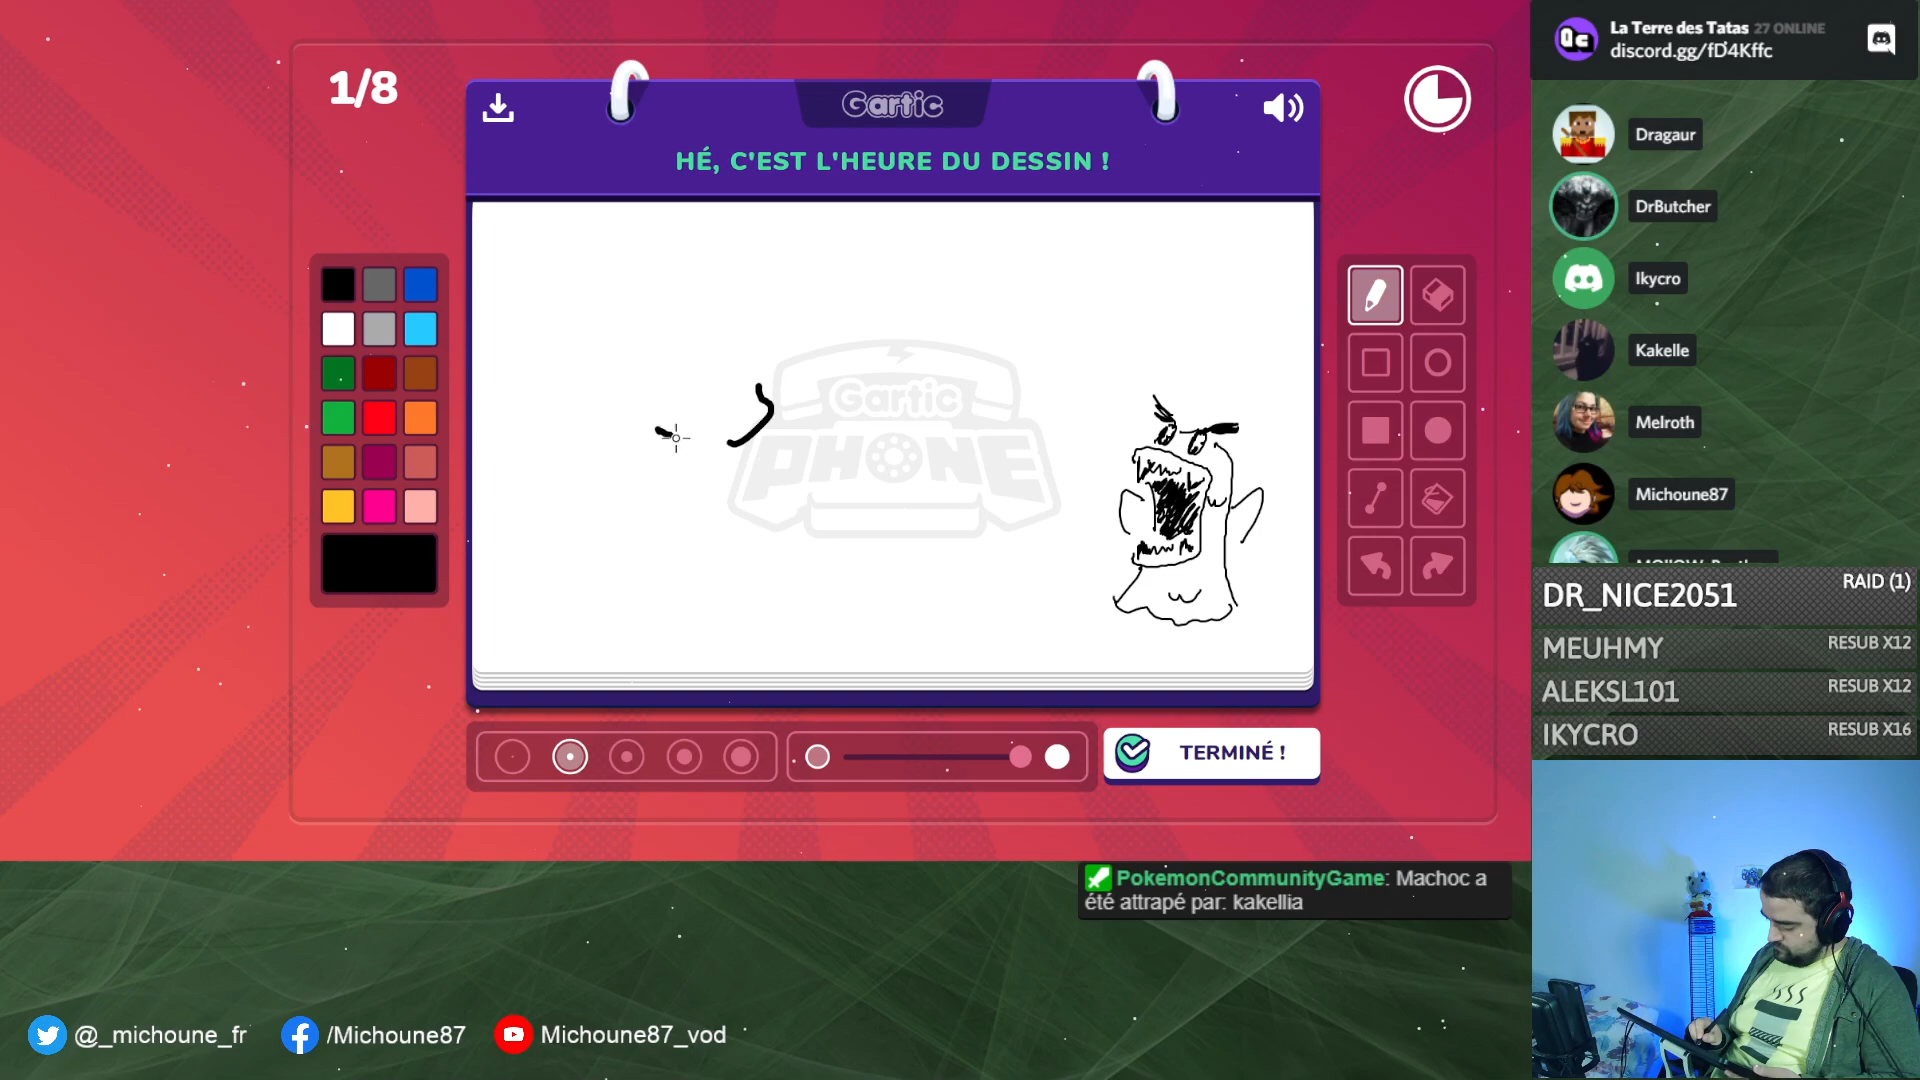 1/8
Gartic
HÉ, C'EST L'HEURE DU DESSIN !
Gartic
PHONE
TERMINÉ !
La Terre des Tatas 27 ONLINE
discord.gg/fD4Kffc
Dragaur
DrButcher
Ikycro
Kakelle
Melroth
Michoune87
DR_NICE2051 RAID (1)
MEUHMY RESUB X12
ALEKSL101 RESUB X12
IKYCRO RESUB X16
PokemonCommunityGame: Machoc a
été attrapé par: kakellia
@_michoune_fr /Michoune87 Michoune87_vod